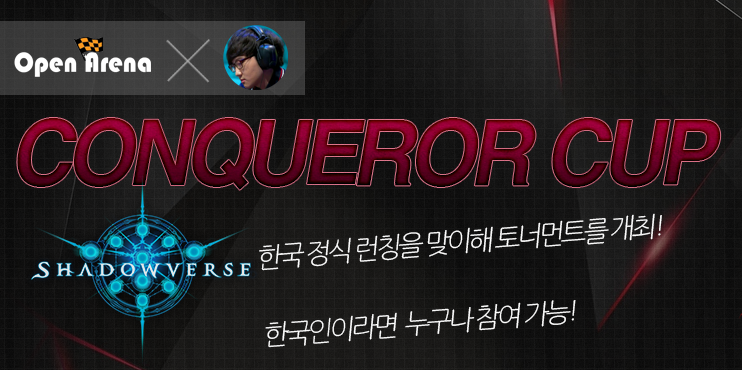 Open Arena
CONQUEROR CUP
SHADOWVERSE
한국 정식 런칭을 맞이해 토너먼트를 개최!
한국인이라면 누구나 참여 가능!